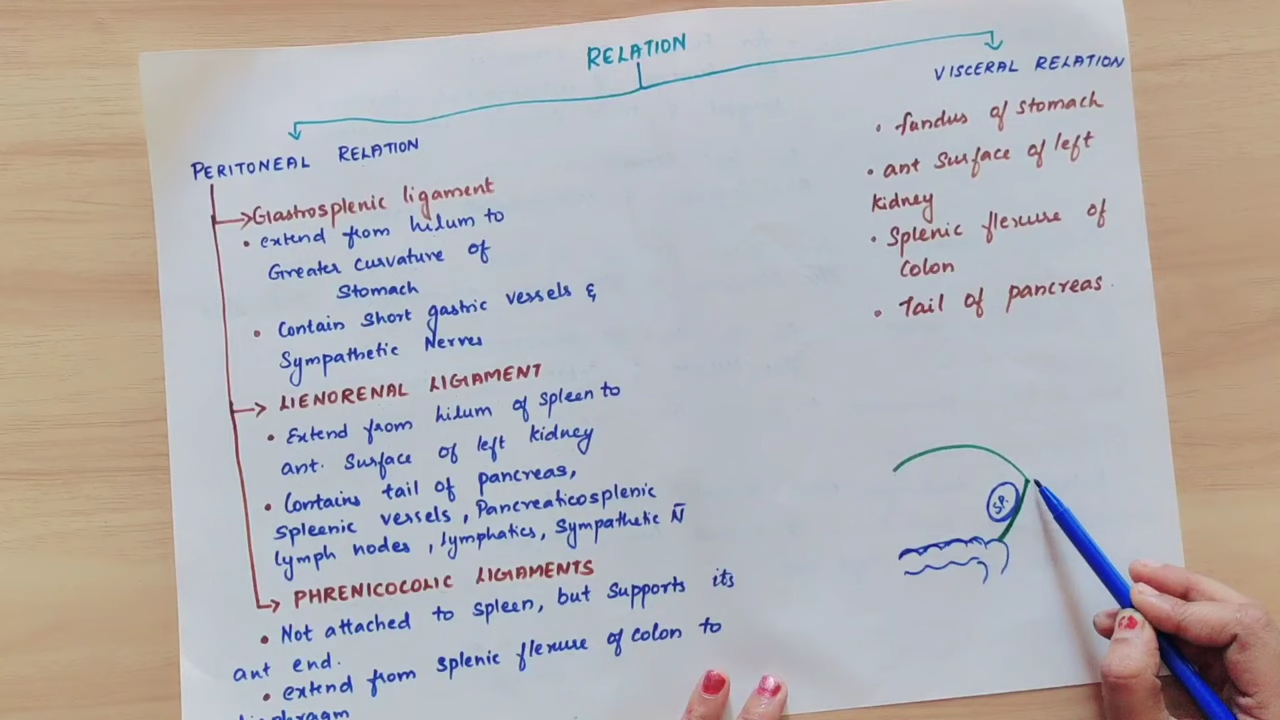 RELATION
PERITONEAL RELATION
Glastrosplenic ligament
• extend from hilum to
Greater curvature of
Stomach
• Contain Short gastric vessels &
Sympathetic Nerves
LIENORENAL LIGAMENT
• Extend from hilum of spleen to
ant. Surface of left kidney
• Contains tail of pancreas,
Spleenic vessels, Pancreaticosplenic
lymph nodes, lymphatics, Sympathetic N̄
PHRENICOCOLIC LIGAMENTS
• Not attached to spleen, but supports its
ant end.
• extend from splenic flexure of colon to
VISCERAL RELATION
• fundus of stomach
• ant Surface of left
kidney
• Splenic flexure of
colon
• Tail of pancreas.
SP.